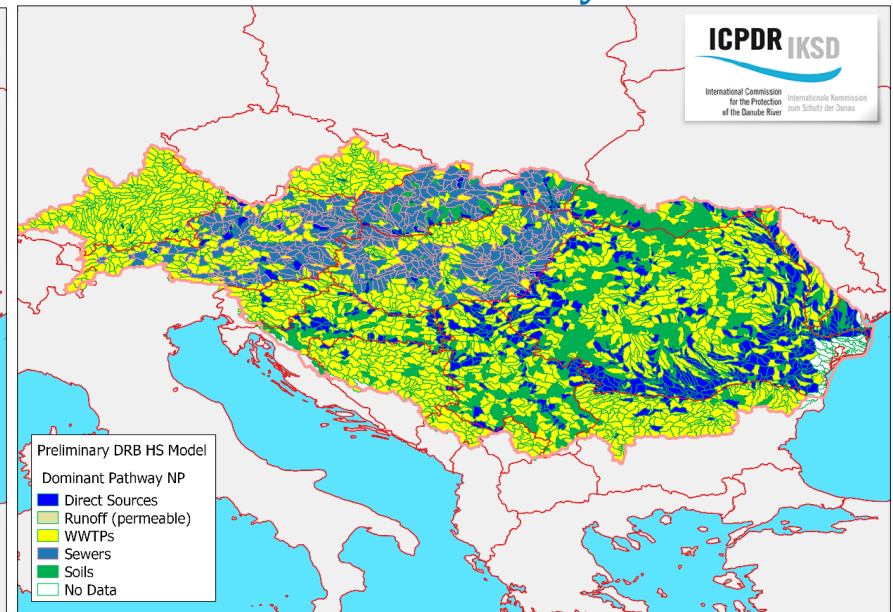 ICPDR IKSD
International Commission
for the Protection
of the Danube River
Internationale Kommission
zum Schutz der Donau
Preliminary DRB HS Model
Dominant Pathway NP
Direct Sources
Runoff (permeable)
WWTPs
Sewers
Soils
No Data